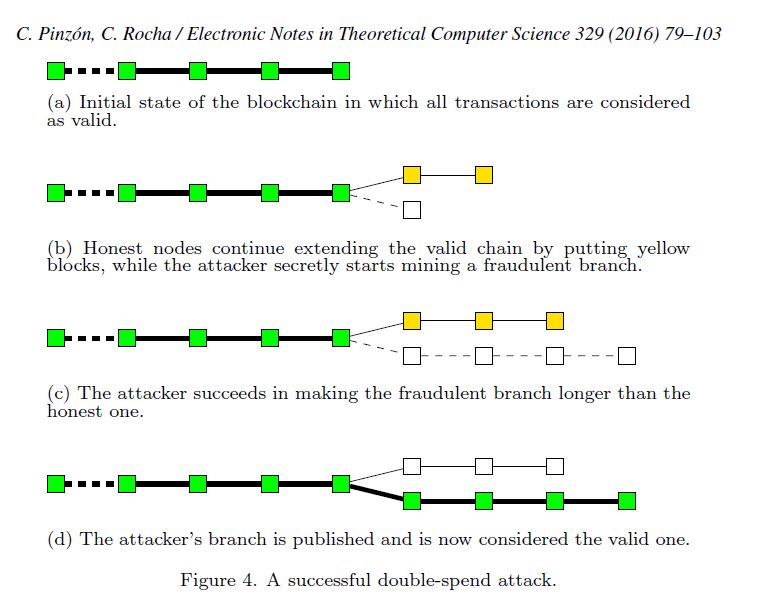 C. Pinzón, C. Rocha / Electronic Notes in Theoretical Computer Science 329 (2016) 79–103
(a) Initial state of the blockchain in which all transactions are considered
as valid.
(b) Honest nodes continue extending the valid chain by putting yellow
blocks, while the attacker secretly starts mining a fraudulent branch.
(c) The attacker succeeds in making the fraudulent branch longer than the
honest one.
(d) The attacker's branch is published and is now considered the valid one.
Figure 4. A successful double-spend attack.